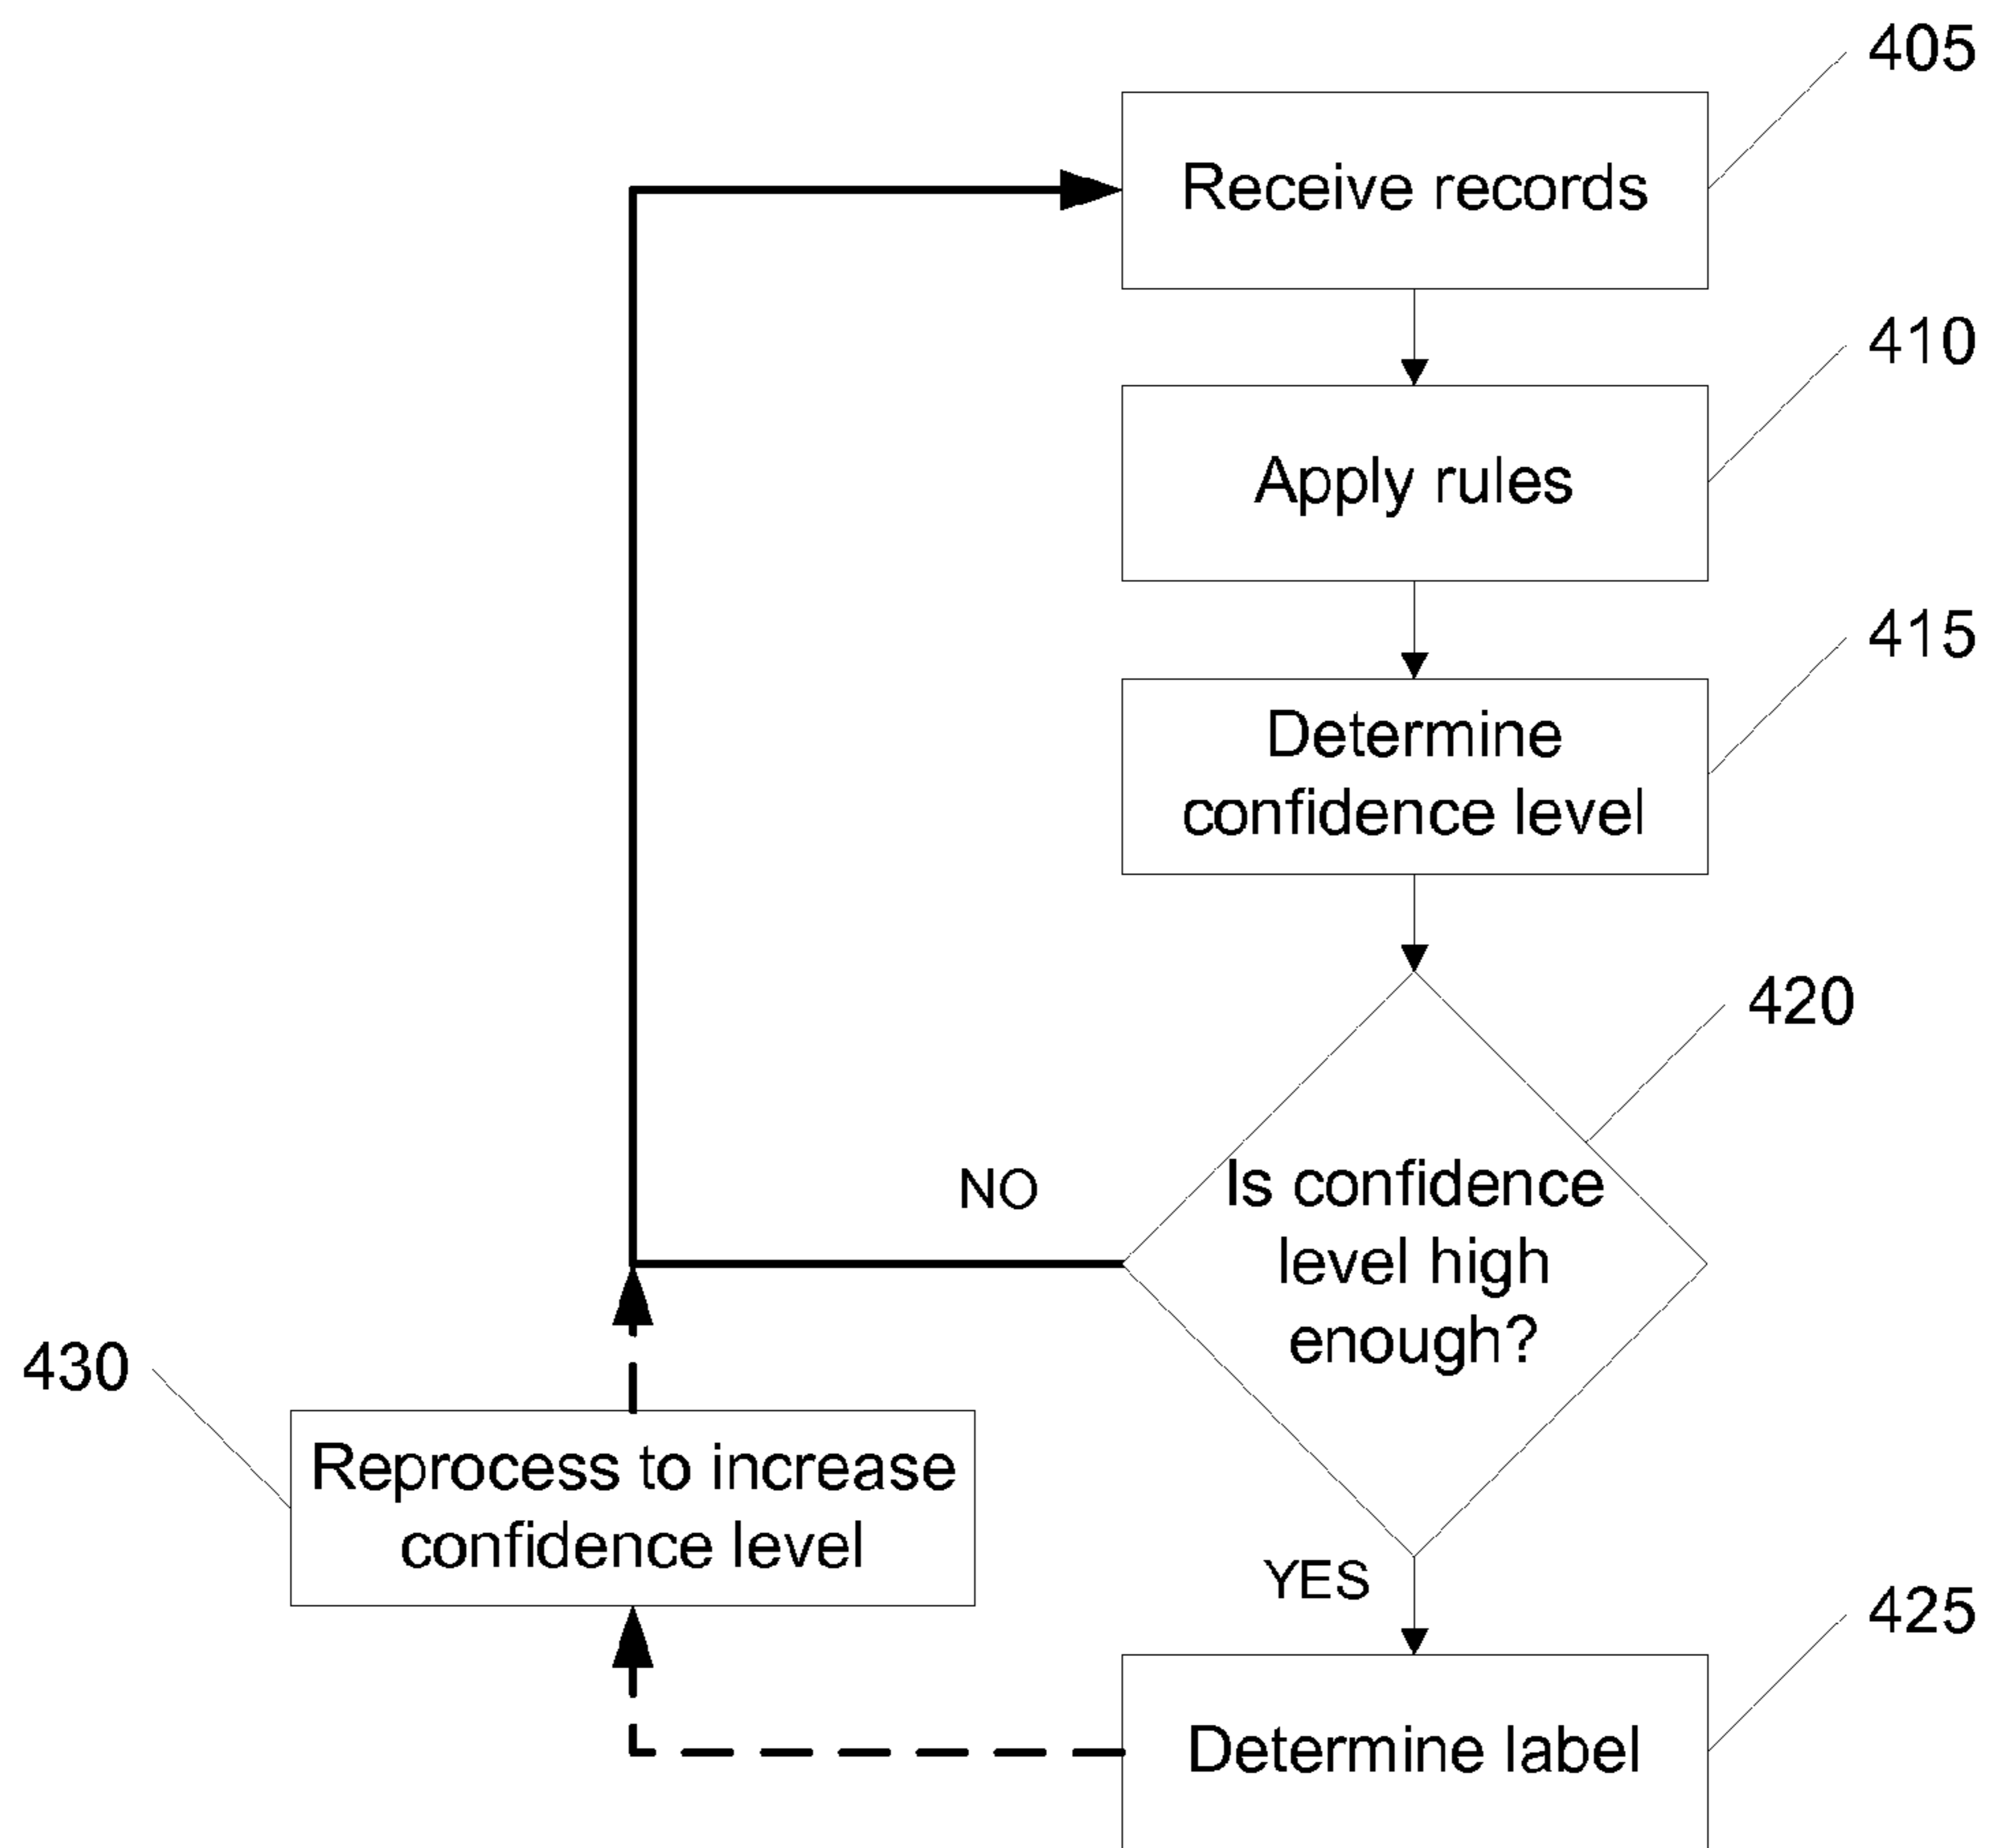 405
Receive records
410
Apply rules
415
Determine
confidence level
420
Is confidence
level high
enough?
NO
430
Reprocess to increase
confidence level
YES
425
Determine label